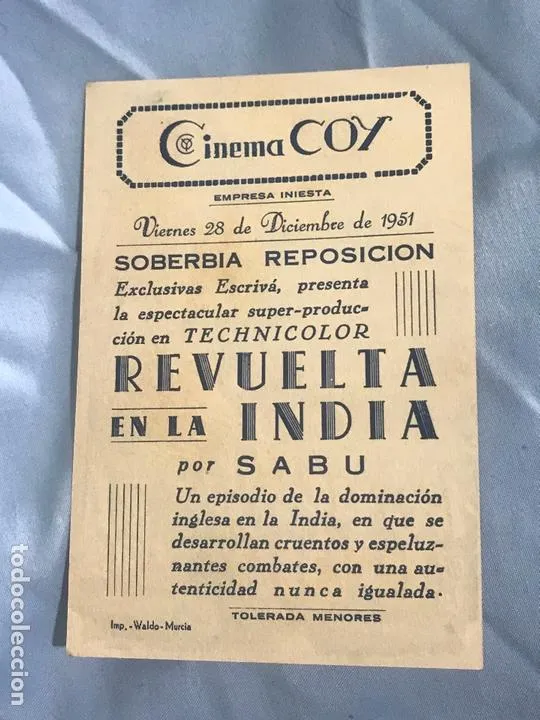 Cinema COY
EMPRESA INIESTA
Viernes 28 de Diciembre de 1951
SOBERBIA REPOSICION
Exclusivas Escrivá, presenta
la espectacular super-produc-
ción en TECHNICOLOR
REVUELTA
EN LA INDIA
por SABU
Un episodio de la dominación
inglesa en la India, en que se
desarrollan cruentos y espeluz-
nantes combates, con una au-
tenticidad nunca igualada.
TOLERADA MENORES
Imp. - Waldo - Murcia
todocoleccion